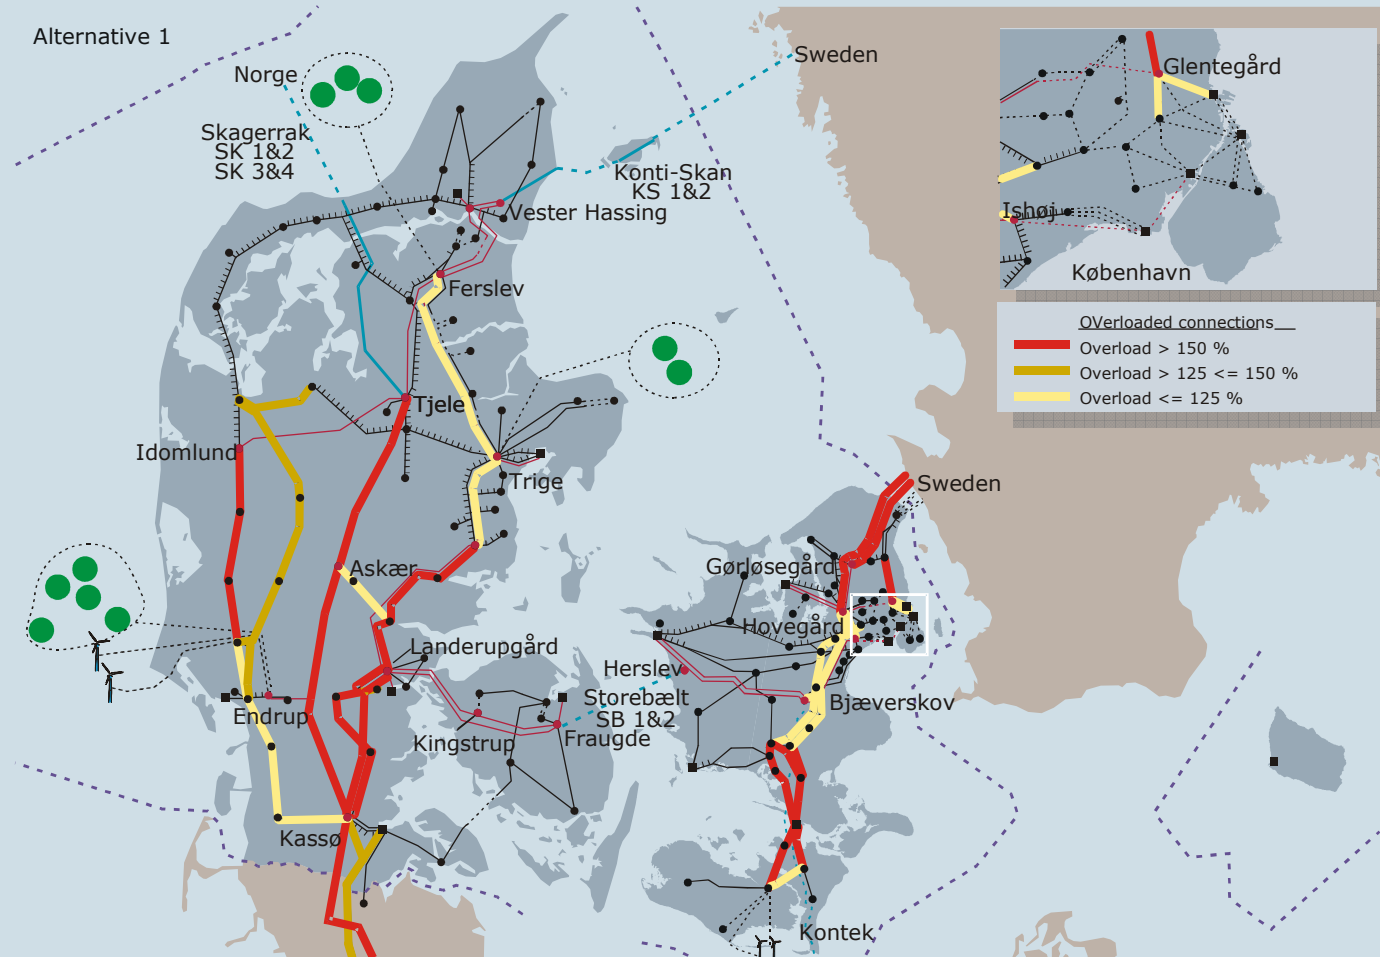 Alternative 1
Norge
Sweden
Skagerrak
SK 1&2
SK 3&4
Konti-Skan
KS 1&2
Vester Hassing
Ferslev
Glentegård
Ishøj
København
OVerloaded connections
Overload > 150 %
Overload > 125 <= 150 %
Overload <= 125 %
Tjele
Idomlund
Trige
Sweden
Askær
Gørløsegård
Hovegård
Landerupgård
Herslev
Storebælt
SB 1&2
Bjæverskov
Endrup
Kingstrup
Fraugde
Kassø
Kontek